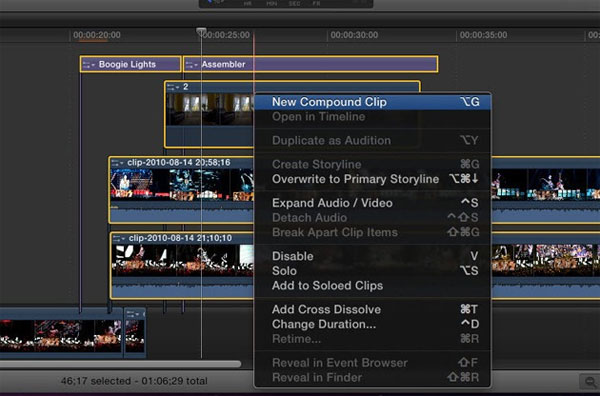 HR MIN SEC FR
00:00:20:00 00:00:25:00 00:00:30:00 00:00:35:00
Boogie Lights Assembler
2
New Compound Clip ⌥G
Open in Timeline
Duplicate as Audition ⌥Y
Create Storyline ⌘G
clip-2010-08-14 20;58;16
Overwrite to Primary Storyline ⌥⌘↓
Expand Audio / Video ^S
Detach Audio ^⇧S
Break Apart Clip Items ⇧⌘G
clip-2010-08-14 21;10;10
Disable V
Solo ⌥S
Add to Soloed Clips
Add Cross Dissolve ⌘T
Change Duration... ^D
Retime... ⌘R
Reveal in Event Browser ⇧F
Reveal in Finder ⇧⌘R
46;17 selected - 01:06;29 total